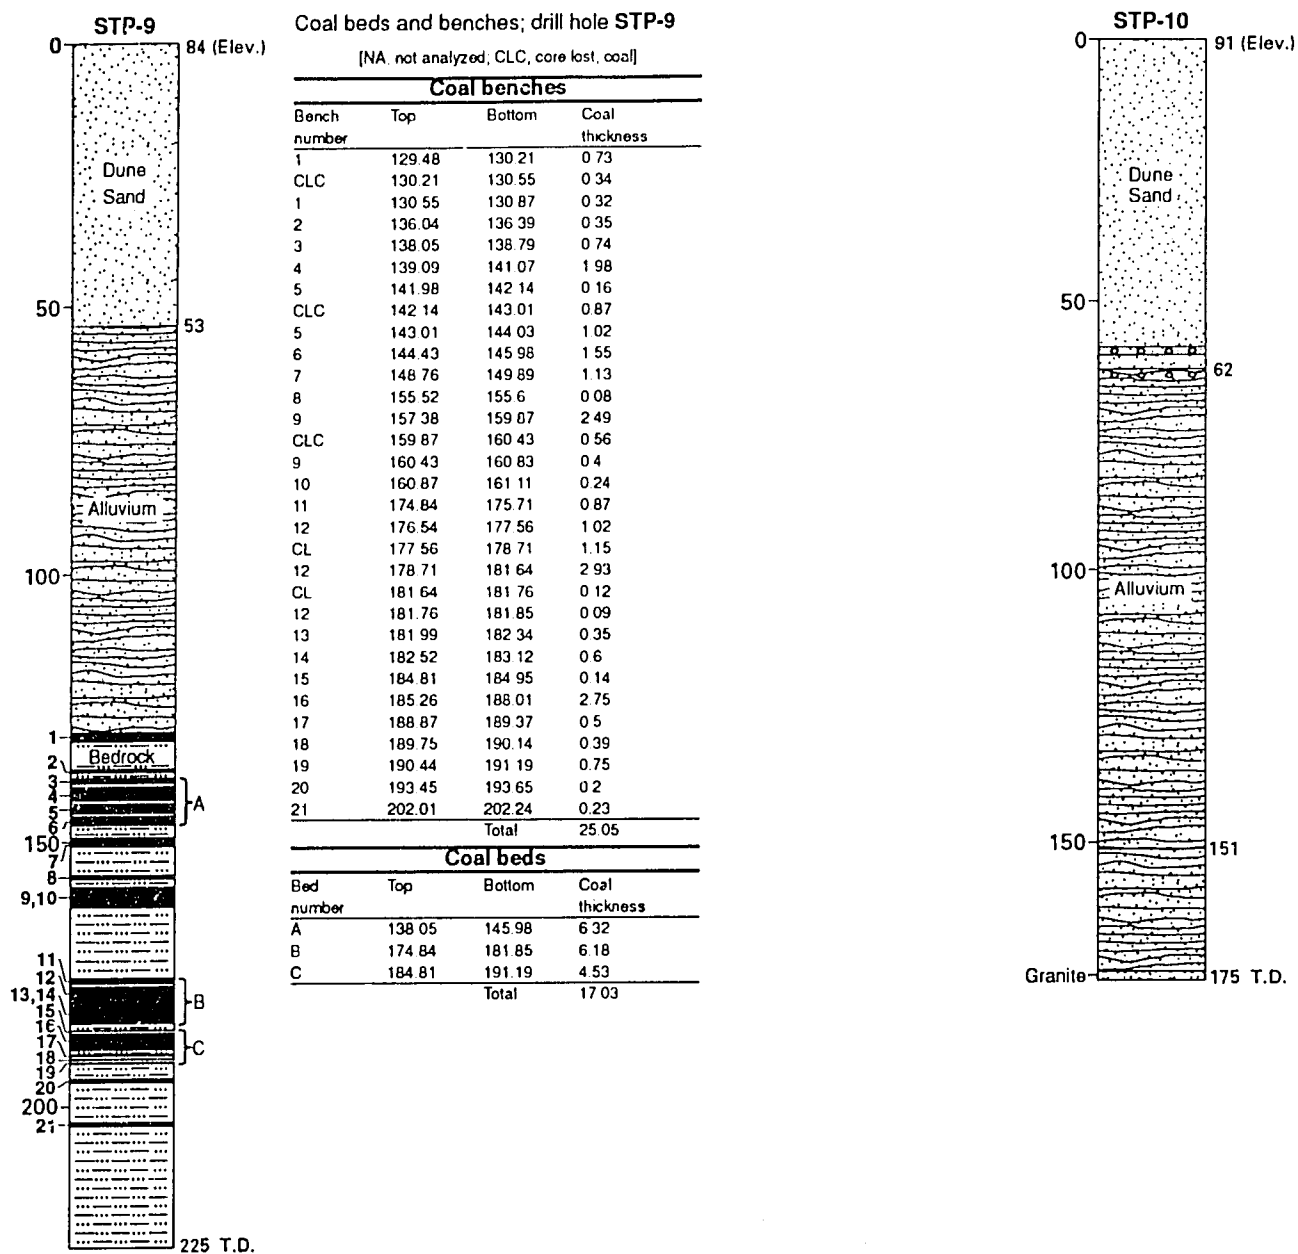 STP-9
0 84 (Elev.)
Dune
Sand
50
53
Alluvium
100
1
Bedrock
2
3
4
A
5
6
150
7
8
9,10
11
12
13,14
B
15
16
17
C
18
19
20
200
21
225 T.D.
Coal beds and benches; drill hole STP-9
[NA, not analyzed; CLC, core lost, coal]
Coal benches
Bench Top Bottom Coal
number thickness
1 129.48 130.21 0 73
CLC 130.21 130.55 0 34
1 130 55 130 87 0 32
2 136.04 136 39 0 35
3 138.05 138.79 0 74
4 139.09 141 07 1 98
5 141.98 142 14 0 16
CLC 142 14 143.01 0.87
5 143.01 144 03 1 02
6 144.43 145 98 1 55
7 148 76 149 89 1.13
8 155.52 155.6 0 08
9 157 38 159 87 2 49
CLC 159 87 160 43 0 56
9 160 43 160 83 0 4
10 160.87 161 11 0.24
11 174.84 175.71 0.87
12 176.54 177.56 1 02
CL 177 56 178 71 1.15
12 178.71 181 64 2 93
CL 181 64 181 76 0 12
12 181.76 181.85 0 09
13 181.99 182 34 0 35
14 182 52 183 12 0.6
15 184.81 184.95 0.14
16 185.26 188.01 2.75
17 188.87 189.37 0 5
18 189.75 190.14 0.39
19 190.44 191.19 0.75
20 193.45 193.65 0 2
21 202.01 202.24 0.23
Total 25.05
Coal beds
Bed Top Bottom Coal
number thickness
A 138 05 145.98 6 32
B 174 84 181.85 6.18
C 184.81 191.19 4.53
Total 17 03
STP-10
0 91 (Elev.)
Dune
Sand
50
62
100
Alluvium
150 151
Granite 175 T.D.